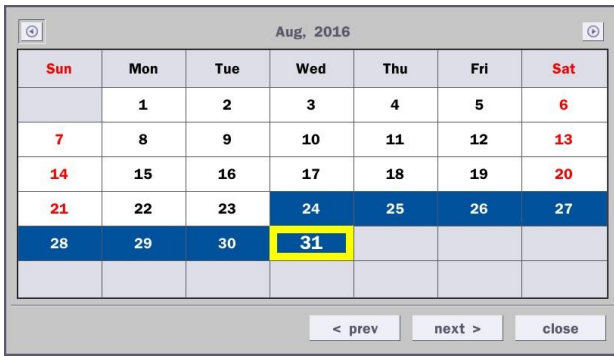 Aug, 2016
Sun Mon Tue Wed Thu Fri Sat
1 2 3 4 5 6
7 8 9 10 11 12 13
14 15 16 17 18 19 20
21 22 23 24 25 26 27
28 29 30 31
< prev next > close